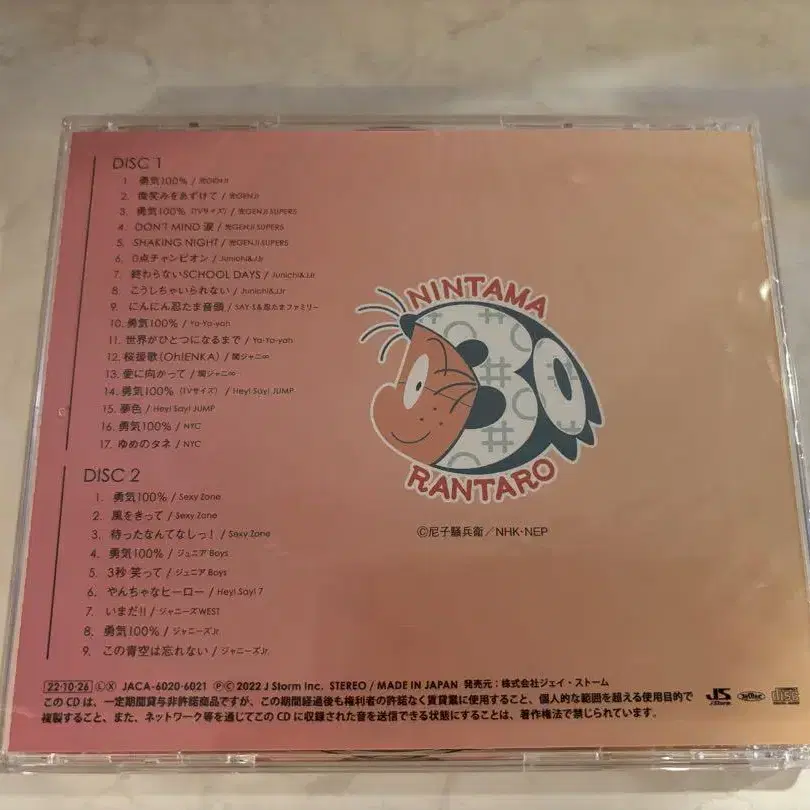 DISC 1
1. 勇気100% / 光GENJI
2. 微笑みをあずけて / 光GENJI
3. 勇気100% (TVサイズ) / 光GENJI SUPER5
4. DON'T MIND 涙 / 光GENJI SUPER5
5. SHAKING NIGHT / 光GENJI SUPER5
6. 0点チャンピオン / Junichi&JJr
7. 終わらないSCHOOL DAYS / Junichi&JJr
8. こうしちゃいられない / Junichi&JJr
9. にんにん忍たま音頭 / SAY・S&忍たまファミリー
10. 勇気100% / Ya-Ya-yah
11. 世界がひとつになるまで / Ya-Ya-yah
12. 桜援歌(Oh!ENKA) / 関ジャニ∞
13. 愛に向かって / 関ジャニ∞
14. 勇気100% (TVサイズ) / Hey! Say! JUMP
15. 夢色 / Hey! Say! JUMP
16. 勇気100% / NYC
17. ゆめのタネ / NYC
DISC 2
1. 勇気100% / Sexy Zone
2. 風をきって / Sexy Zone
3. 待ったなんてなしっ! / Sexy Zone
4. 勇気100% / ジュニア Boys
5. 3秒 笑って / ジュニア Boys
6. やんちゃなヒーロー / Hey! Say! 7
7. いまだ!! / ジャニーズWEST
8. 勇気100% / ジャニーズJr.
9. この青空は忘れない / ジャニーズJr.
NINTAMA
30
RANTARO
©尼子騒兵衛/NHK・NEP
22・10・26 Ⓛ Ⓧ JACA-6020・6021 ℗© 2022 J Storm Inc. STEREO / MADE IN JAPAN 発売元:株式会社ジェイ・ストーム
このCDは、一定期間貸与非許諾商品ですが、この期間経過後も権利者の許諾なく賃貸業に使用すること、個人的な範囲を超える使用目的で
複製すること、また、ネットワーク等を通じてこのCDに収録された音を送信できる状態にすることは、著作権法で禁じられています。
JS
J Storm